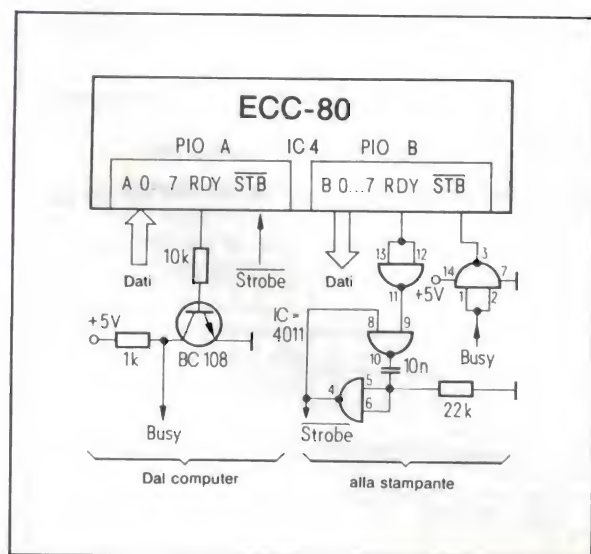 ECC-80
PIO A IC 4 PIO B
A 0.. 7 RDY STB
B 0...7 RDY STB
Dati
10k
Strobe
Dati
13 12
11
14 3 7
+5V
1 2
+5V
1k
BC 108
IC = 4011
8 9
10 10n
4 5
6
22k
Busy
Busy
Strobe
Dal computer
alla stampante